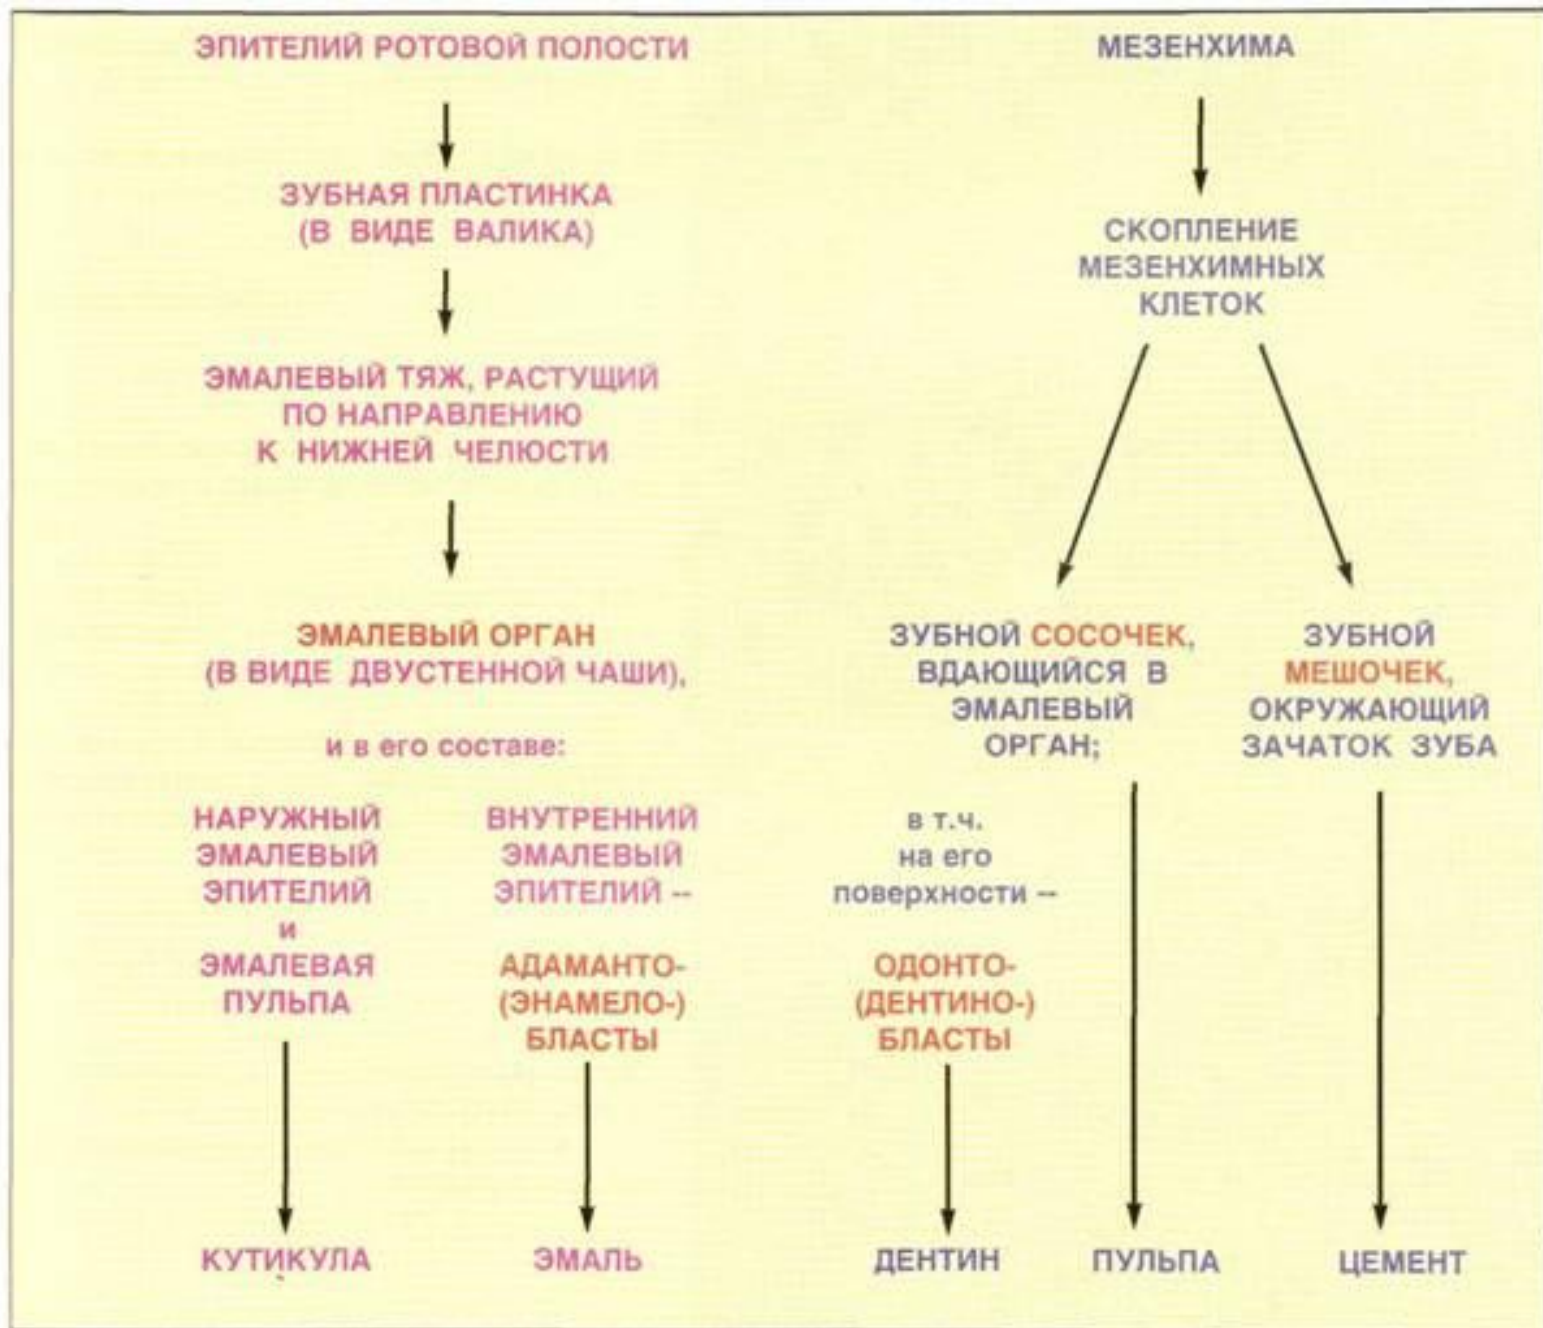 ЭПИТЕЛИЙ РОТОВОЙ ПОЛОСТИ
ЗУБНАЯ ПЛАСТИНКА
(В ВИДЕ ВАЛИКА)
ЭМАЛЕВЫЙ ТЯЖ, РАСТУЩИЙ
ПО НАПРАВЛЕНИЮ
К НИЖНЕЙ ЧЕЛЮСТИ
ЭМАЛЕВЫЙ ОРГАН
(В ВИДЕ ДВУСТЕННОЙ ЧАШИ),
и в его составе:
НАРУЖНЫЙ
ЭМАЛЕВЫЙ
ЭПИТЕЛИЙ
и
ЭМАЛЕВАЯ
ПУЛЬПА
КУТИКУЛА
ВНУТРЕННИЙ
ЭМАЛЕВЫЙ
ЭПИТЕЛИЙ --
АДАМАНТО-
(ЭНАМЕЛО-)
БЛАСТЫ
ЭМАЛЬ
МЕЗЕНХИМА
СКОПЛЕНИЕ
МЕЗЕНХИМНЫХ
КЛЕТОК
ЗУБНОЙ СОСОЧЕК,
ВДАЮЩИЙСЯ В
ЭМАЛЕВЫЙ
ОРГАН;
в т.ч.
на его
поверхности --
ОДОНТО-
(ДЕНТИНО-)
БЛАСТЫ
ДЕНТИН
ПУЛЬПА
ЗУБНОЙ
МЕШОЧЕК,
ОКРУЖАЮЩИЙ
ЗАЧАТОК ЗУБА
ЦЕМЕНТ